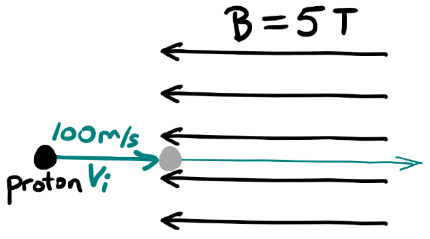 B = 5 T
100m/s
Vi
proton